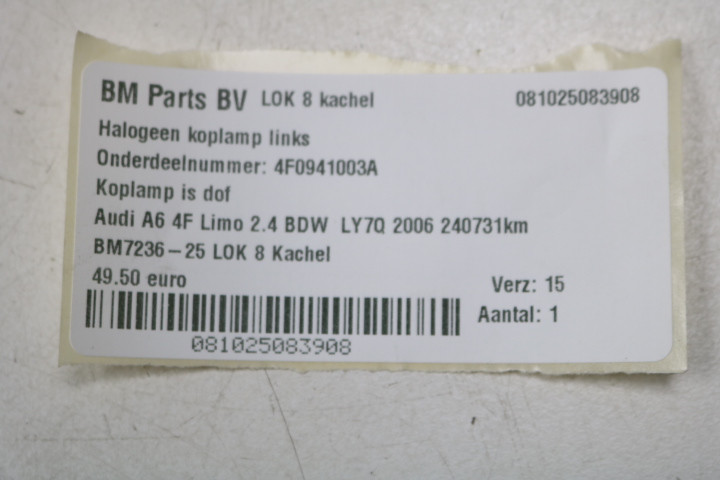 BM Parts BV LOK 8 kachel 081025083908
Halogeen koplamp links
Onderdeelnummer: 4F0941003A
Koplamp is dof
Audi A6 4F Limo 2.4 BDW LY7Q 2006 240731km
BM7236-25 LOK 8 Kachel
49.50 euro Verz: 15
Aantal: 1
081025083908